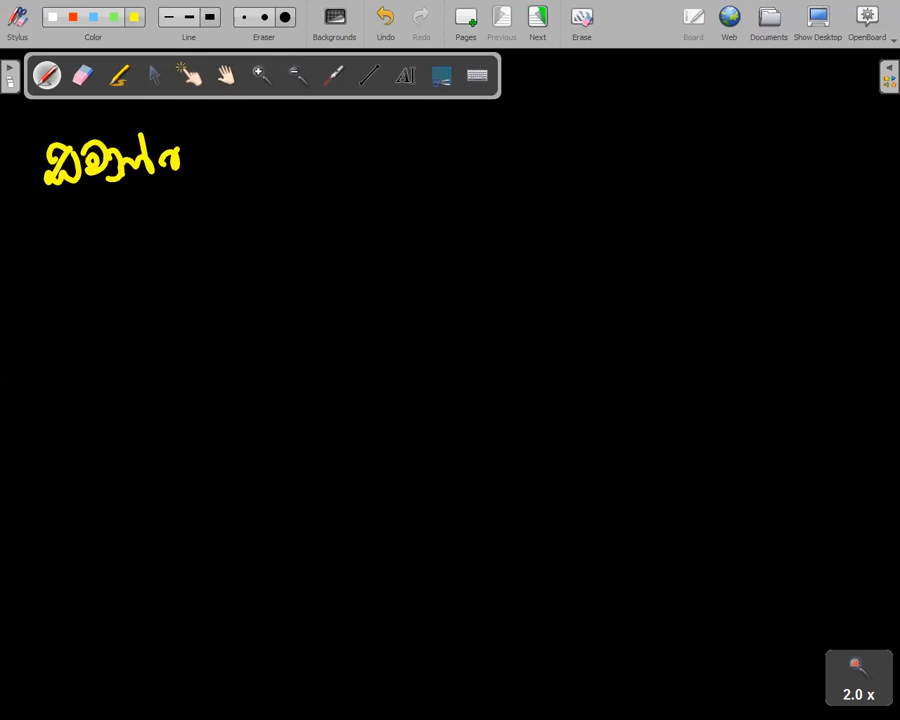 Stylus
Color
Line
Eraser
Backgrounds
Undo
Redo
Pages
Previous
Next
Erase
Board
Web
Documents
Show Desktop
OpenBoard
2.0 x